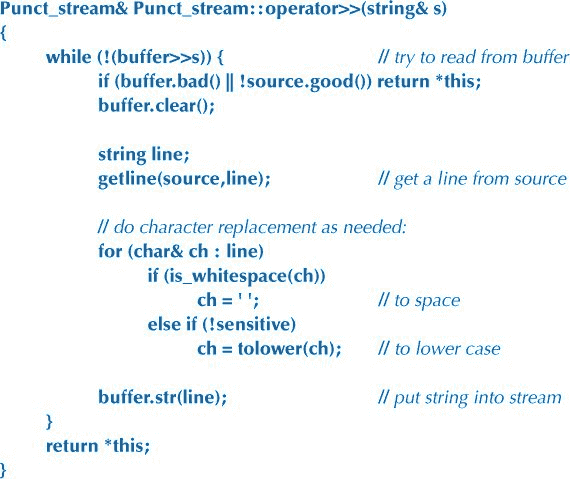 Punct_stream& Punct_stream::operator>>(string& s)
{
while (!(buffer>>s)) { // try to read from buffer
if (buffer.bad() || !source.good()) return *this;
buffer.clear();
string line;
getline(source,line); // get a line from source
// do character replacement as needed:
for (char& ch : line)
if (is_whitespace(ch))
ch = ' '; // to space
else if (!sensitive)
ch = tolower(ch); // to lower case
buffer.str(line); // put string into stream
}
return *this;
}